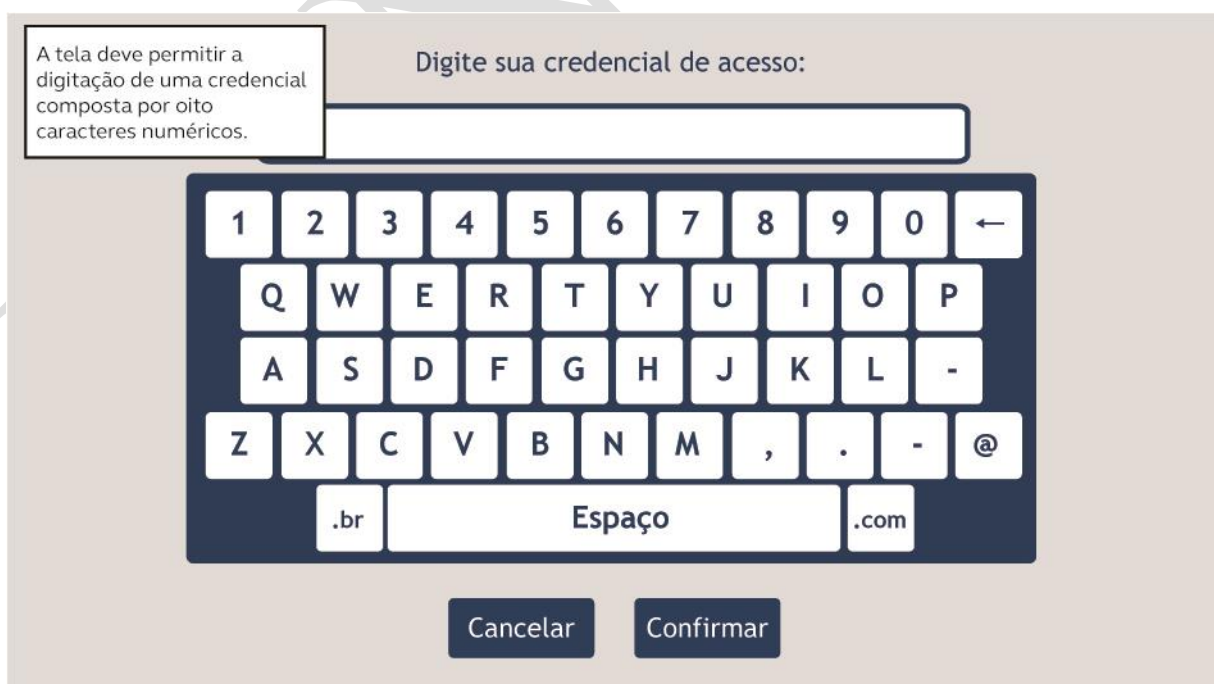 A tela deve permitir a
digitação de uma credencial
composta por oito
caracteres numéricos.
Digite sua credencial de acesso:
1 2 3 4 5 6 7 8 9 0 ←
Q W E R T Y U I O P
A S D F G H J K L -
Z X C V B N M , . - @
.br Espaço .com
Cancelar Confirmar